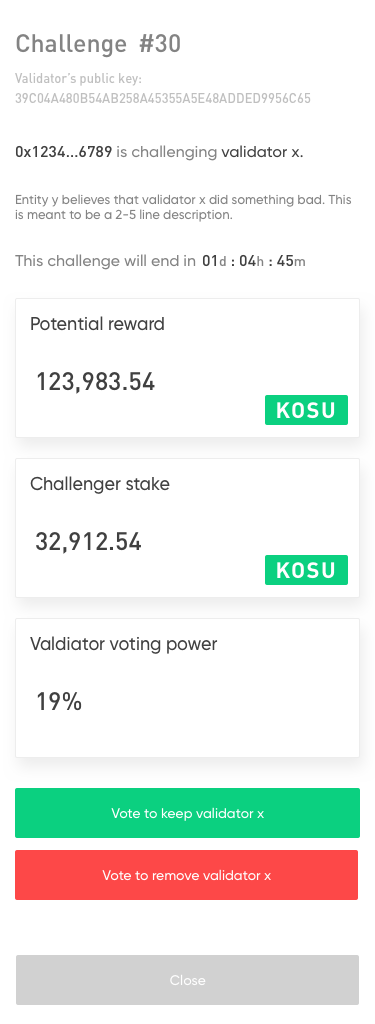 Challenge #30
Validator's public key:
39C04A480B54AB258A45355A5E48ADDED9956C65
0x1234...6789 is challenging validator x.
Entity y believes that validator x did something bad. This
is meant to be a 2-5 line description.
This challenge will end in 01d : 04h : 45m
Potential reward
123,983.54
KOSU
Challenger stake
32,912.54
KOSU
Valdiator voting power
19%
Vote to keep validator x
Vote to remove validator x
Close